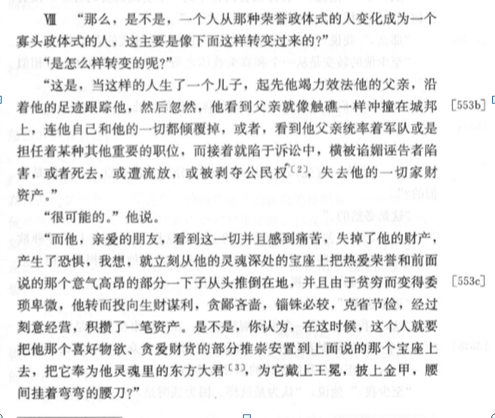 Ⅷ “那么，是不是，一个人从那种荣誉政体式的人变化成为一个
寡头政体式的人，这主要是像下面这样转变过来的？”
“是怎么样转变的呢？”
“这是，当这样的人生了一个儿子，起先他竭力效法他的父亲，沿
着他的足迹跟踪他，然后忽然，他看到父亲就像触礁一样冲撞在城邦
[553b]
上，连他自己和他的一切都倾覆掉，或者，看到他父亲统率着军队或是
担任着某种其他重要的职位，而接着就陷于诉讼中，横被谄媚诬告者陷
害，或者死去，或遭流放，或被剥夺公民权〔2〕，失去他的一切家财
资产。”
“很可能的。”他说。
“而他，亲爱的朋友，看到这一切并且感到痛苦，失掉了他的财产，
产生了恐惧，我想，就立刻从他的灵魂深处的宝座上把热爱荣誉和前面
说的那个意气高昂的部分一下子从头推倒在地，并且由于贫穷而变得委
[553c]
琐卑微，他转而投向生财谋利，贪鄙吝啬，锱铢必较，克省节俭，经过
刻意经营，积攒了一笔资产。是不是，你认为，在这时候，这个人就要
把他那个喜好物欲、贪爱财货的部分推崇安置到上面说的那个宝座上
去，把它奉为他灵魂里的东方大君〔3〕，为它戴上王冕，披上金甲，腰
间挂着弯弯的腰刀？”